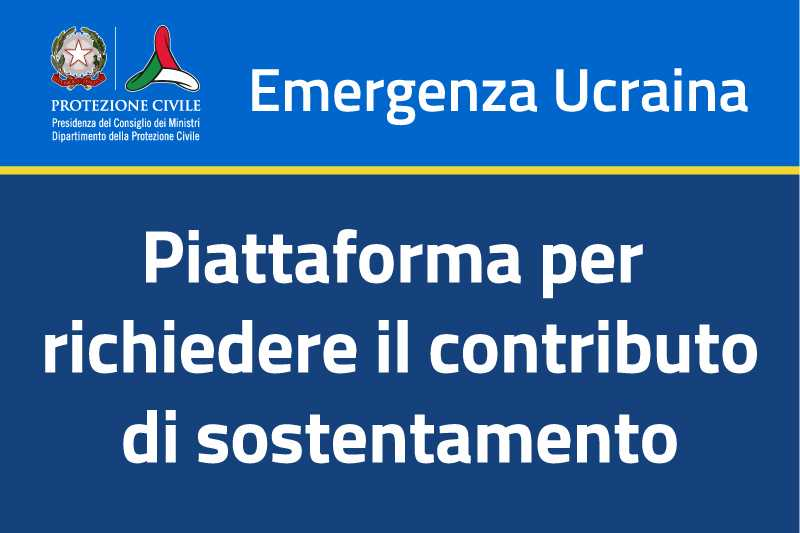 PROTEZIONE CIVILE
Presidenza del Consiglio dei Ministri
Dipartimento della Protezione Civile
Emergenza Ucraina
Piattaforma per
richiedere il contributo
di sostentamento